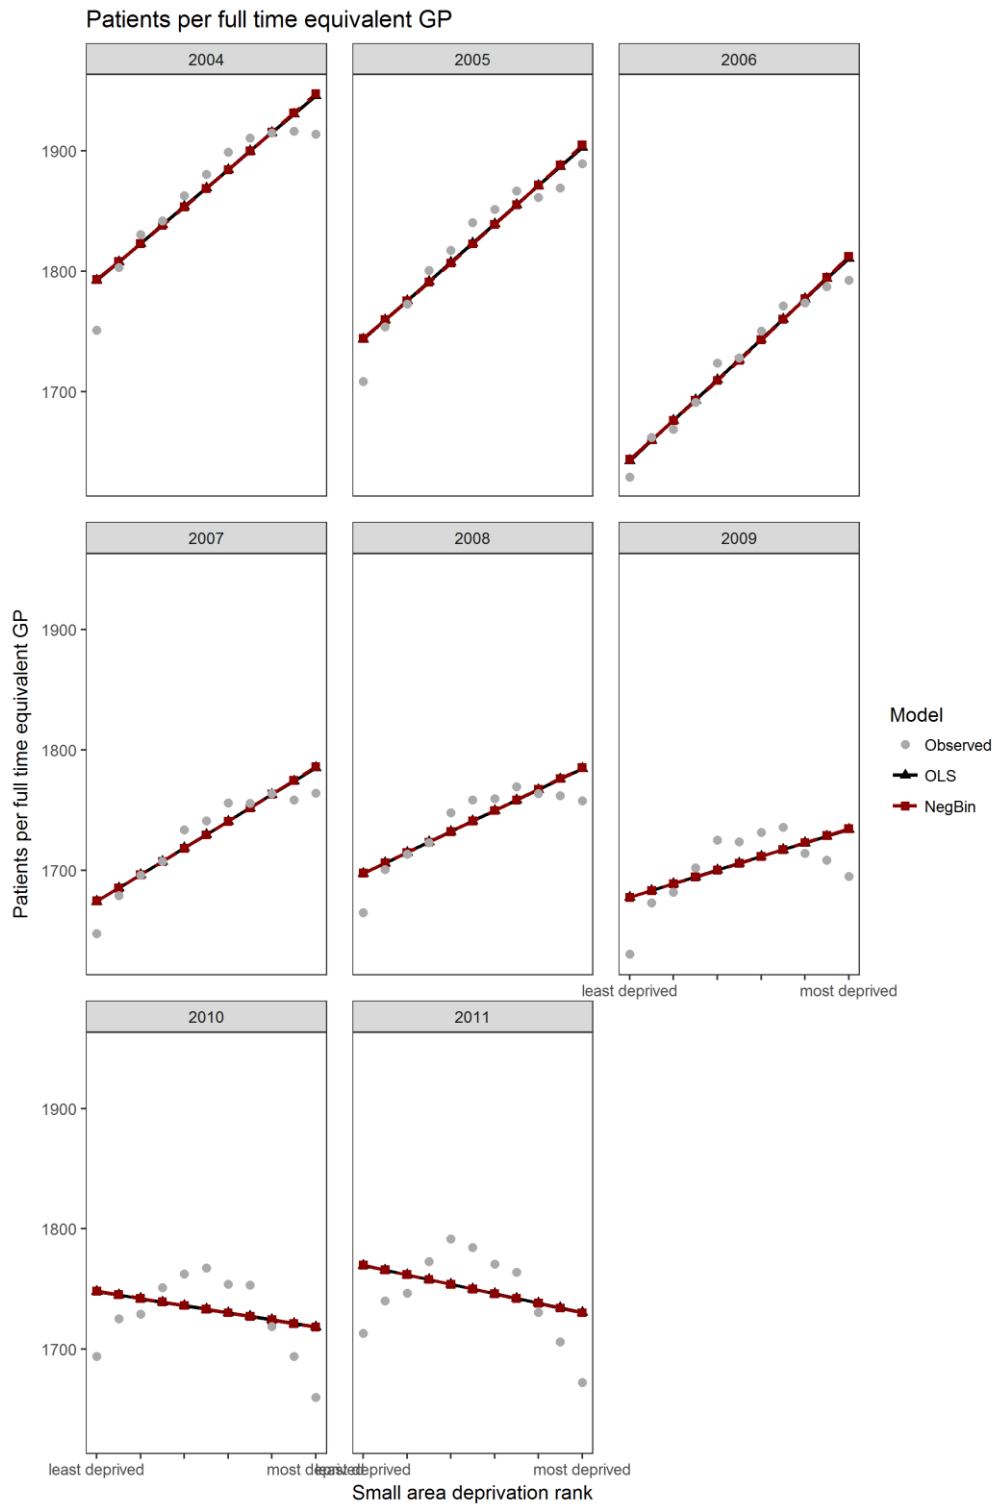 Patients per full time equivalent GP
2004
2005
2006
1900
1800
1700
2007
2008
2009
1900
1800
1700
least deprived
most deprived
2010
2011
1900
1800
1700
least deprived
most deprived
least deprived
most deprived
Small area deprivation rank
Patients per full time equivalent GP
Model
Observed
OLS
NegBin